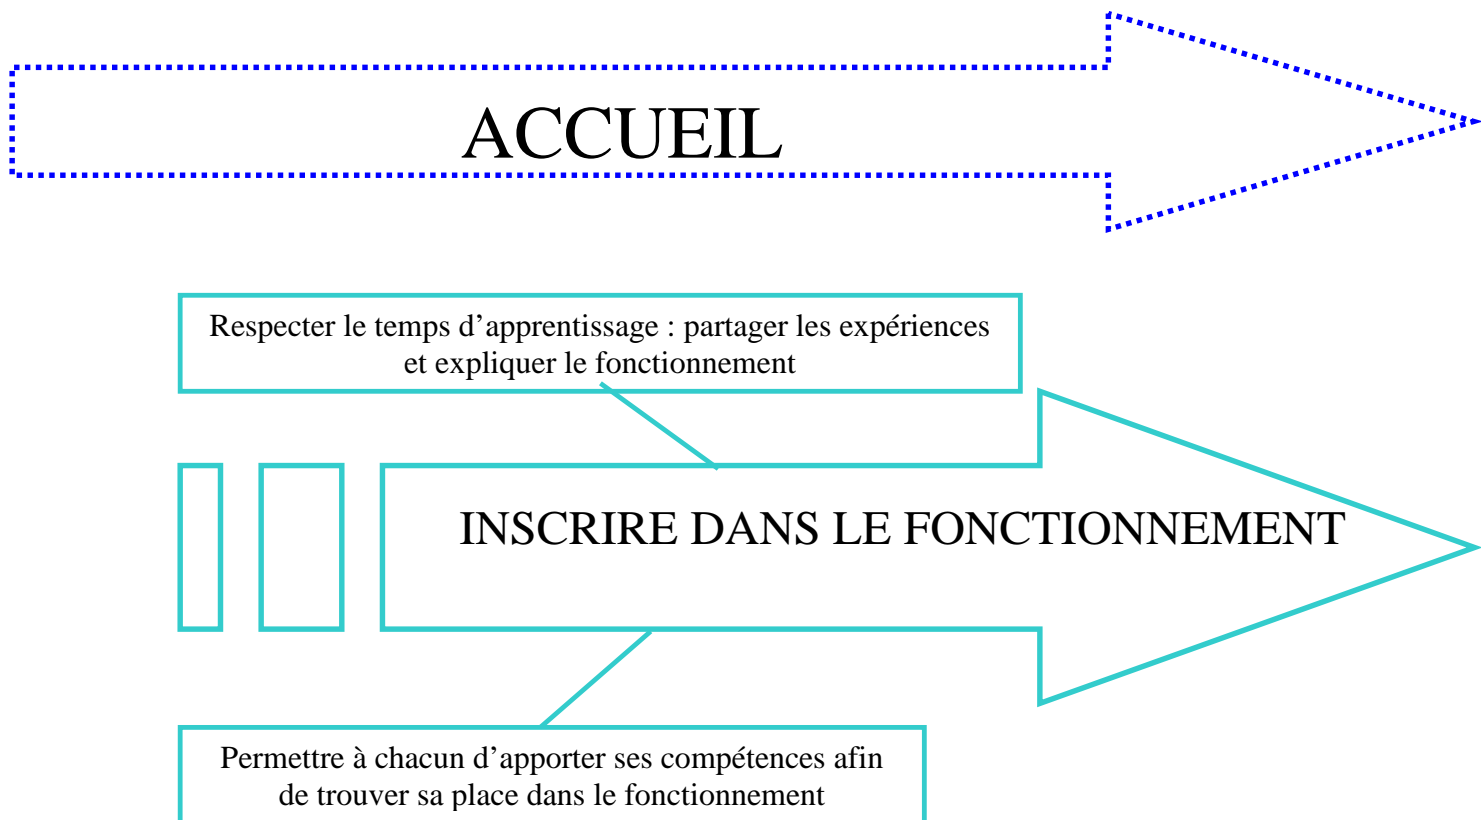 ACCUEIL
Respecter le temps d’apprentissage : partager les expériences
et expliquer le fonctionnement
INSCRIRE DANS LE FONCTIONNEMENT
Permettre à chacun d’apporter ses compétences afin
de trouver sa place dans le fonctionnement